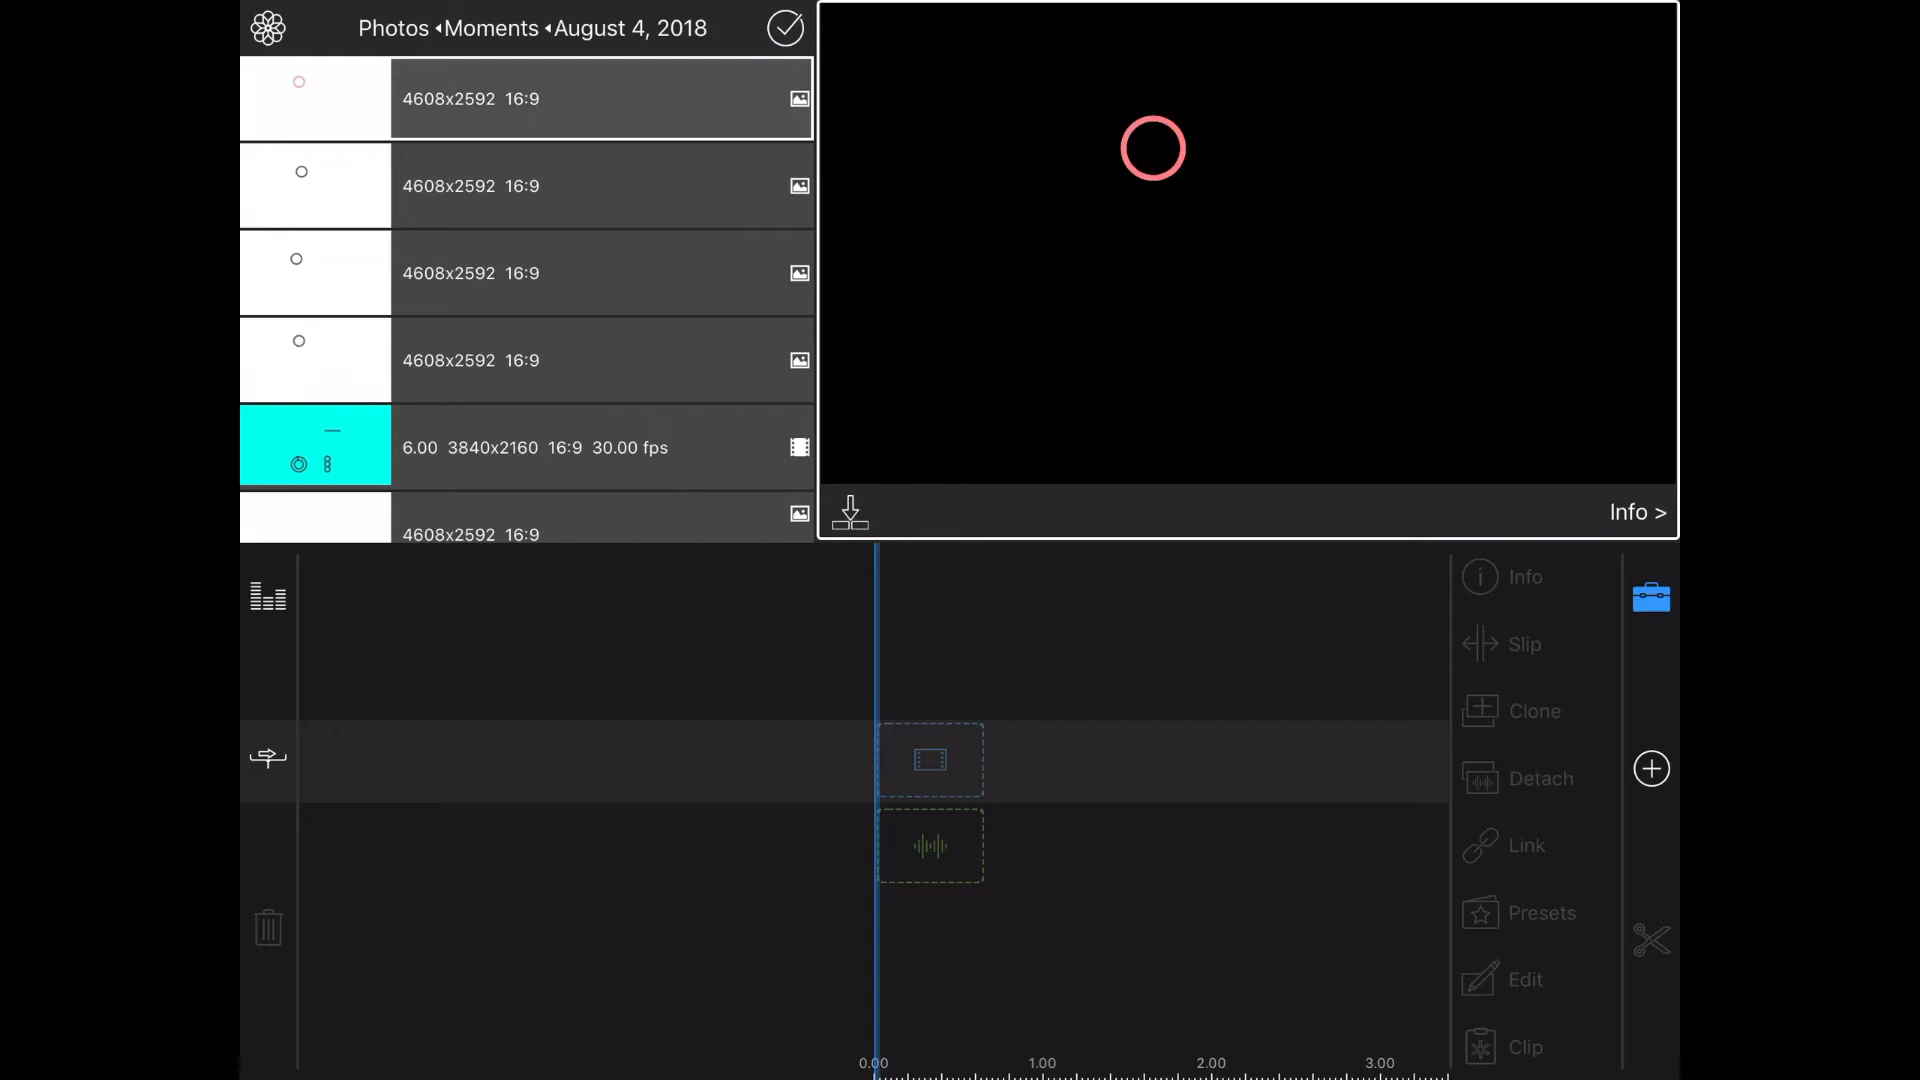 Photos ◂Moments ◂August 4, 2018
4608x2592 16:9
4608x2592 16:9
4608x2592 16:9
4608x2592 16:9
6.00 3840x2160 16:9 30.00 fps
4608x2592 16:9
Info >
Info
Slip
Clone
Detach
Link
Presets
Edit
Clip
0.00 1.00 2.00 3.00